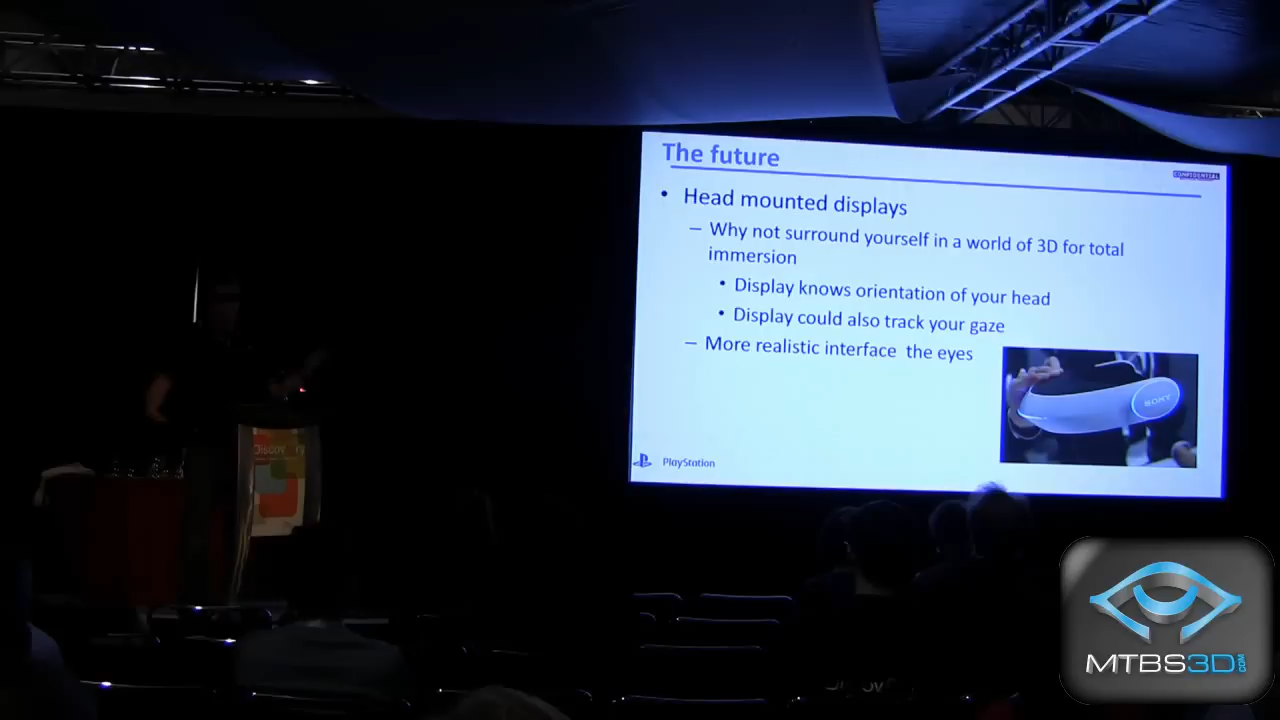 The future
CONFIDENTIAL
• Head mounted displays
– Why not surround yourself in a world of 3D for total
immersion
• Display knows orientation of your head
• Display could also track your gaze
– More realistic interface  the eyes
SONY
PlayStation
MTBS3D.COM